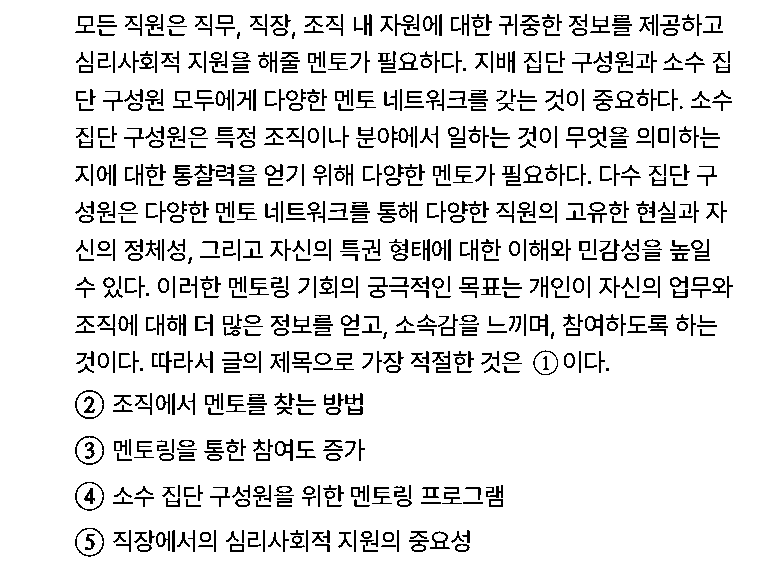 모든 직원은 직무, 직장, 조직 내 자원에 대한 귀중한 정보를 제공하고
심리사회적 지원을 해줄 멘토가 필요하다. 지배 집단 구성원과 소수 집
단 구성원 모두에게 다양한 멘토 네트워크를 갖는 것이 중요하다. 소수
집단 구성원은 특정 조직이나 분야에서 일하는 것이 무엇을 의미하는
지에 대한 통찰력을 얻기 위해 다양한 멘토가 필요하다. 다수 집단 구
성원은 다양한 멘토 네트워크를 통해 다양한 직원의 고유한 현실과 자
신의 정체성, 그리고 자신의 특권 형태에 대한 이해와 민감성을 높일
수 있다. 이러한 멘토링 기회의 궁극적인 목표는 개인이 자신의 업무와
조직에 대해 더 많은 정보를 얻고, 소속감을 느끼며, 참여하도록 하는
것이다. 따라서 글의 제목으로 가장 적절한 것은 ①이다.
② 조직에서 멘토를 찾는 방법
③ 멘토링을 통한 참여도 증가
④ 소수 집단 구성원을 위한 멘토링 프로그램
⑤ 직장에서의 심리사회적 지원의 중요성